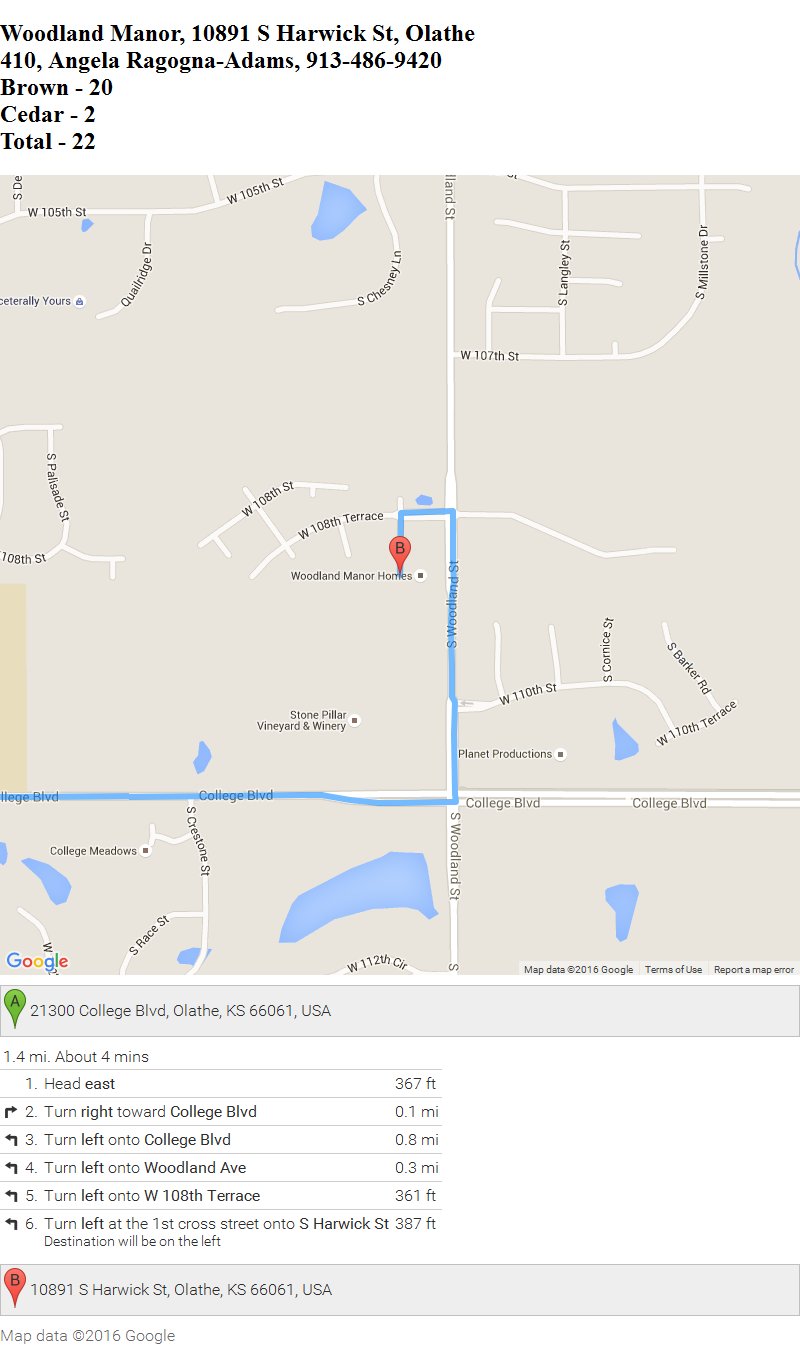 Woodland Manor, 10891 S Harwick St, Olathe
410, Angela Ragogna-Adams, 913-486-9420
Brown - 20
Cedar - 2
Total - 22
S De
W 105th St
W 105th St
lland St
Quailridge Dr
S Chesney Ln
S Langley St
S Millstone Dr
ceterally Yours
W 107th St
S Palisade St
W 108th St
W 108th Terrace
108th St
Woodland Manor Homes
S Woodland St
S Cornice St
S Barker Rd
W 110th St
W 110th Terrace
Stone Pillar
Vineyard & Winery
Planet Productions
llege Blvd
College Blvd
College Blvd
College Blvd
S Crestone St
S Woodland St
College Meadows
S Race St
W
W 112th Cir
S
Google
Map data ©2016 Google
Terms of Use
Report a map error
A
21300 College Blvd, Olathe, KS 66061, USA
1.4 mi. About 4 mins
1. Head east 367 ft
2. Turn right toward College Blvd 0.1 mi
3. Turn left onto College Blvd 0.8 mi
4. Turn left onto Woodland Ave 0.3 mi
5. Turn left onto W 108th Terrace 361 ft
6. Turn left at the 1st cross street onto S Harwick St 387 ft
Destination will be on the left
B
10891 S Harwick St, Olathe, KS 66061, USA
Map data ©2016 Google